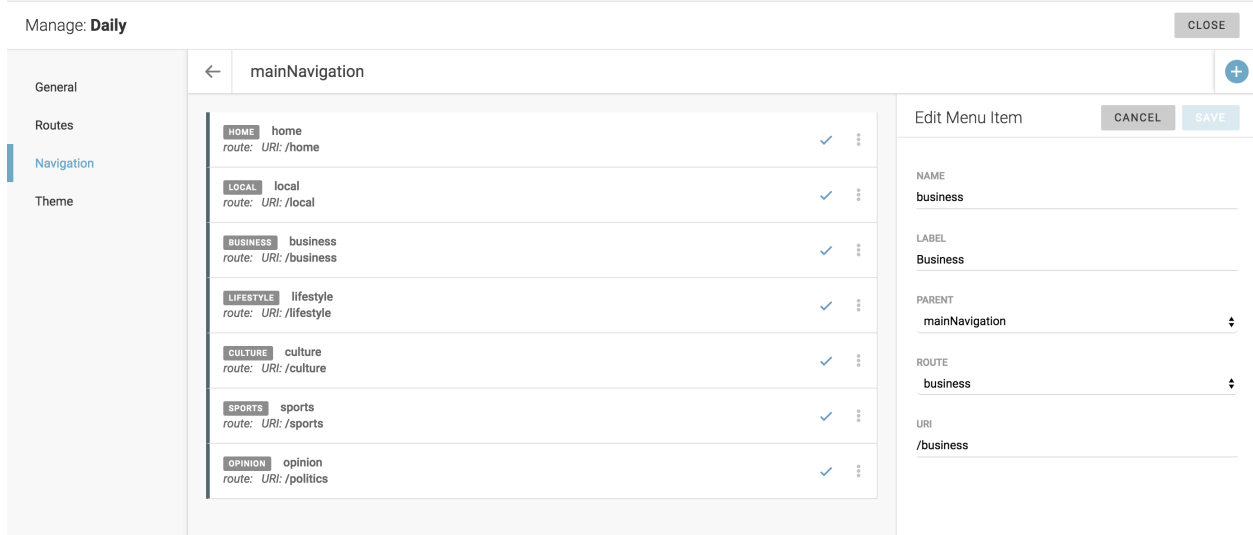 Manage: Daily
CLOSE
General
Routes
Navigation
Theme
mainNavigation
HOME home
route: URI: /home
LOCAL local
route: URI: /local
BUSINESS business
route: URI: /business
LIFESTYLE lifestyle
route: URI: /lifestyle
CULTURE culture
route: URI: /culture
SPORTS sports
route: URI: /sports
OPINION opinion
route: URI: /politics
Edit Menu Item
CANCEL
SAVE
NAME
business
LABEL
Business
PARENT
mainNavigation
ROUTE
business
URI
/business